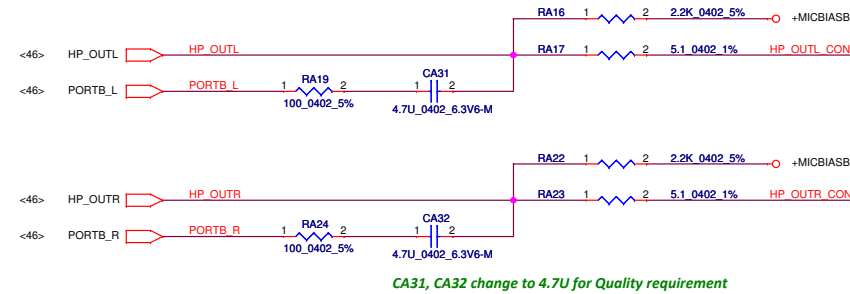 RA16 1 2 2.2K_0402_5% +MICBIASB
<46> HP_OUTL HP_OUTL RA17 1 2 5.1_0402_1% HP_OUTL_CON
<46> PORTB_L PORTB_L 1 RA19 2 1 CA31 2
100_0402_5% 4.7U_0402_6.3V6-M
RA22 1 2 2.2K_0402_5% +MICBIASB
<46> HP_OUTR HP_OUTR RA23 1 2 5.1_0402_1% HP_OUTR_CON
<46> PORTB_R PORTB_R 1 RA24 2 1 CA32 2
100_0402_5% 4.7U_0402_6.3V6-M
CA31, CA32 change to 4.7U for Quality requirement